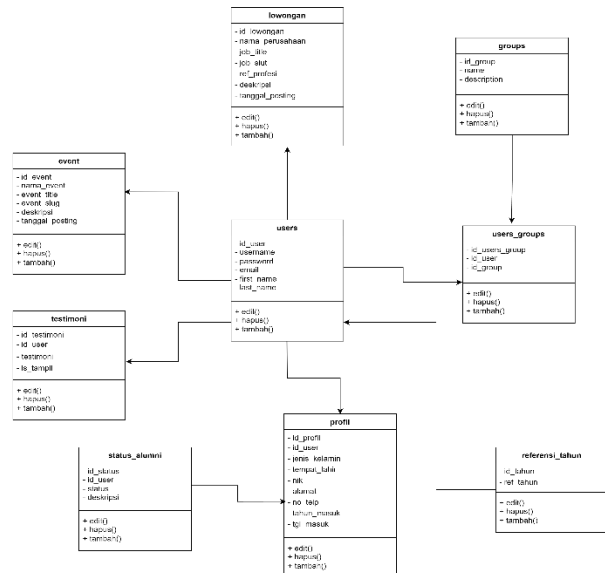 lowongan
- id_lowongan
- nama_perusahaan
job_title
- job_slut
ref_profesi
- deskripsi
- tanggal_posting
+ edit()
+ hapus()
+ tambah()
groups
- id_group
- name
- description
+ edit()
+ hapus()
+ tambah()
event
- id_event
- nama_event
- event_title
- event_slug
- deskripsi
- tanggal_posting
+ edit()
+ hapus()
+ tambah()
users
id_user
- username
- password
- email
- first_name
last_name
+ edit()
+ hapus()
+ tambah()
users_groups
id_users_group
- id_user
id_group
+ edit()
+ hapus()
+ tambah()
testimoni
- id_testimoni
- id_user
- testimoni
- is_tampil
+ edit()
+ hapus()
+ tambah()
profil
- id_profil
- id_user
- jenis_kelamin
- tempat_lahir
- nik
alamat
- no_telp
tahun_masuk
- tgl_masuk
+ edit()
+ hapus()
+ tambah()
status_alumni
id_status
- id_user
- status
- deskripsi
+ edit()
+ hapus()
+ tambah()
referensi_tahun
id_tahun
- ref_tahun
+ edit()
+ hapus()
+ tambah()